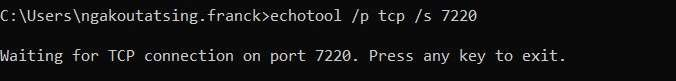 C:\Users\ngakoutatsing.franck>echotool /p tcp /s 7220
Waiting for TCP connection on port 7220. Press any key to exit.